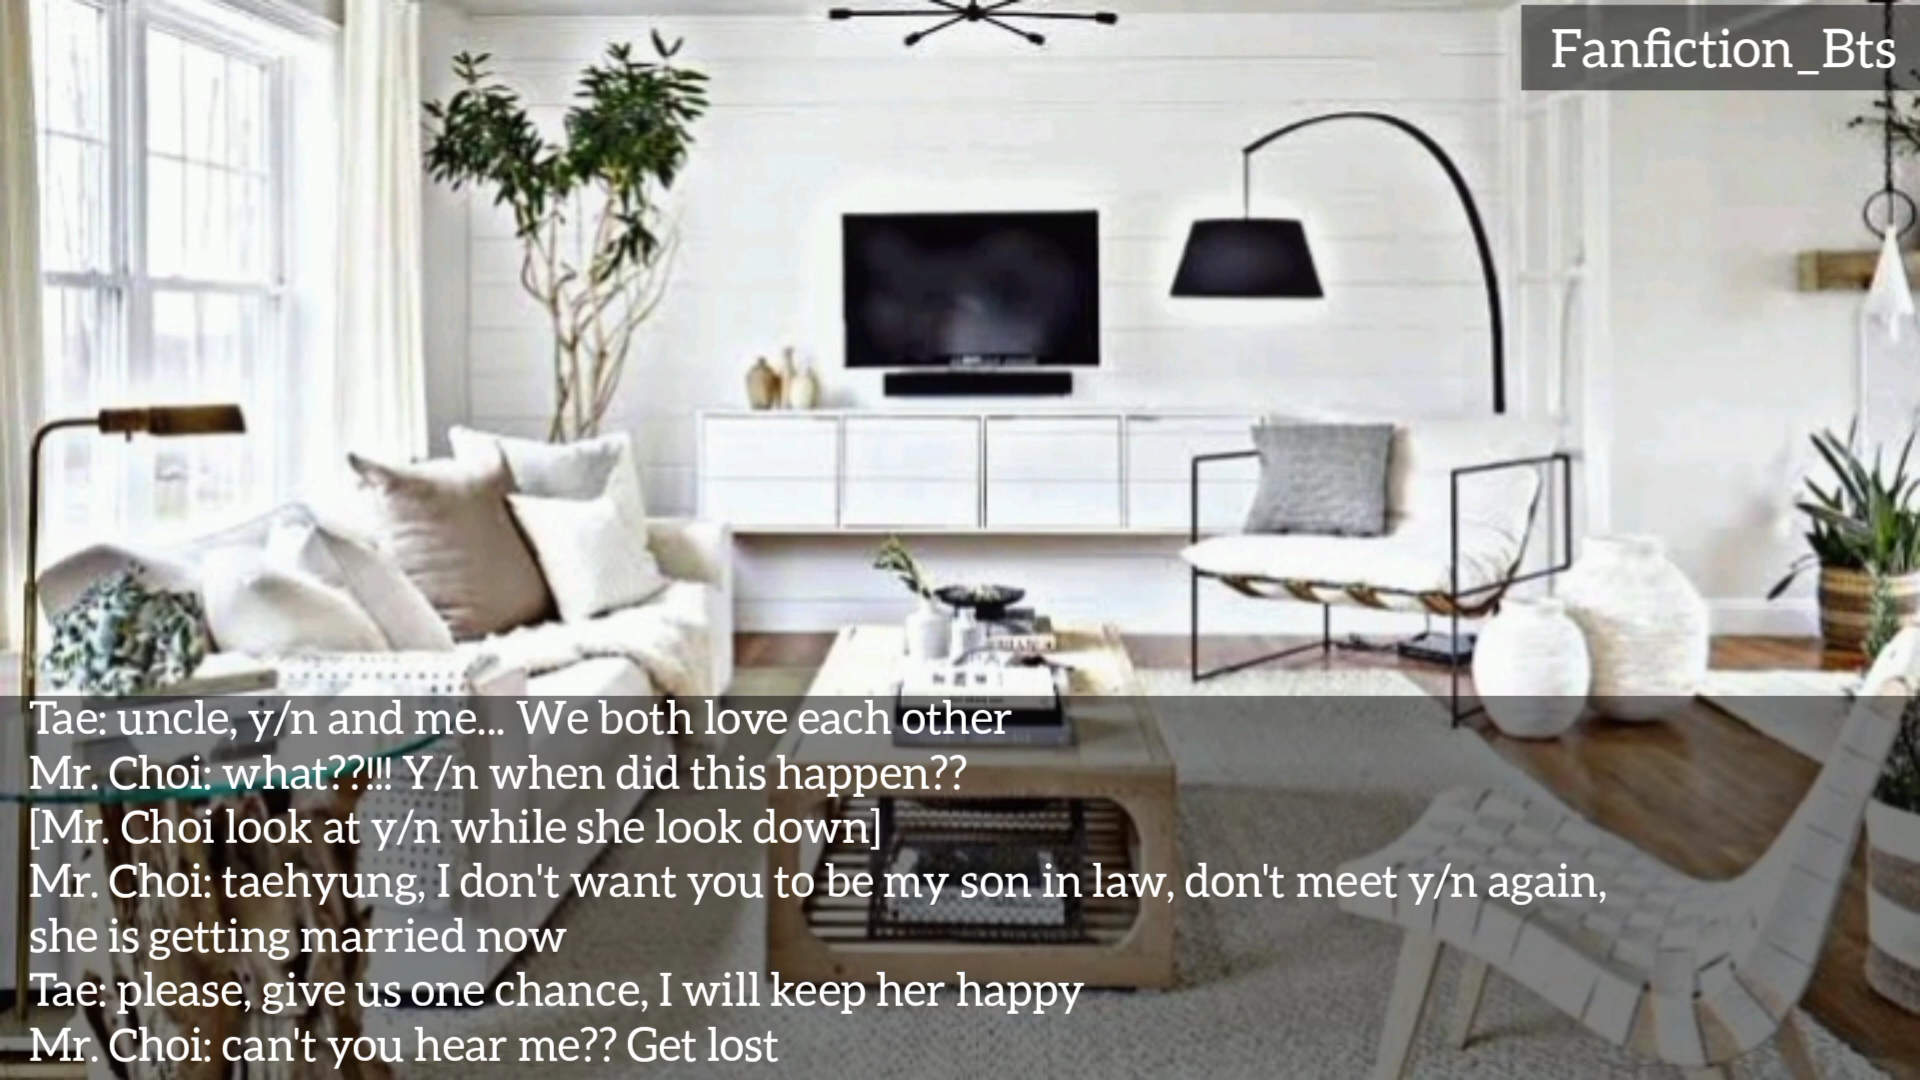 Fanfiction_Bts
Tae: uncle, y/n and me... We both love each other
Mr. Choi: what??!!! Y/n when did this happen??
[Mr. Choi look at y/n while she look down]
Mr. Choi: taehyung, I don't want you to be my son in law, don't meet y/n again,
she is getting married now
Tae: please, give us one chance, I will keep her happy
Mr. Choi: can't you hear me?? Get lost